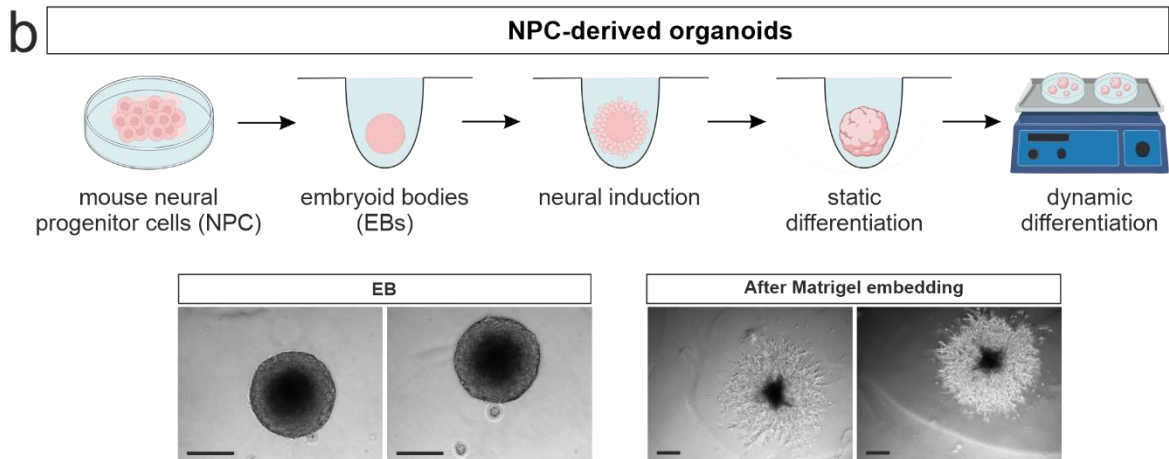 b
NPC-derived organoids
mouse neural
progenitor cells (NPC)
embryoid bodies
(EBs)
neural induction
static
differentiation
dynamic
differentiation
EB
After Matrigel embedding